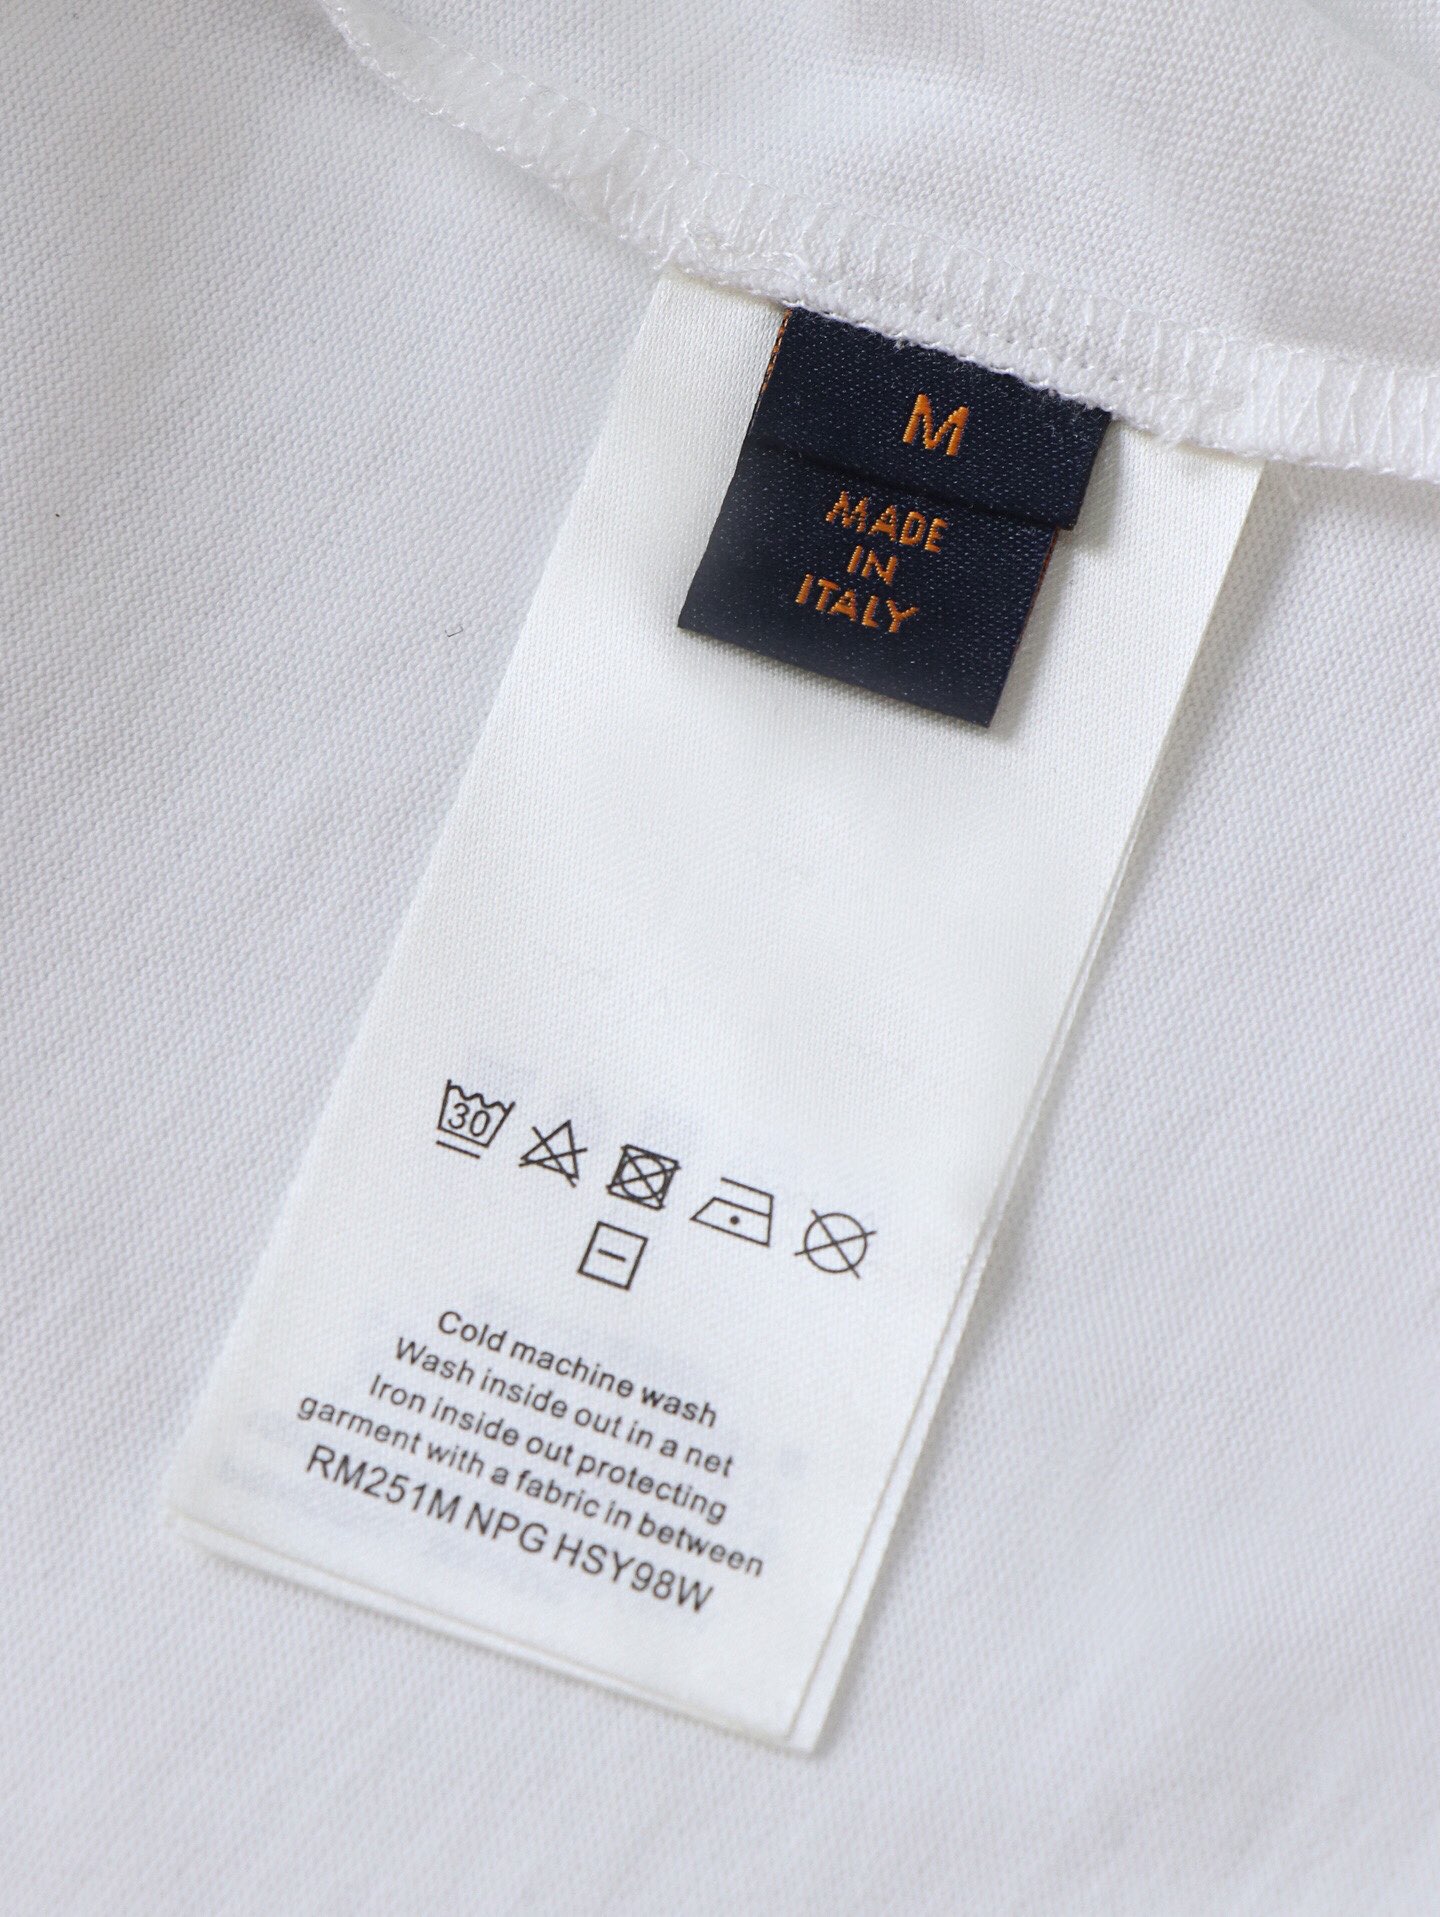 M
MADE
IN
ITALY
30
Cold machine wash
Wash inside out in a net
Iron inside out protecting
garment with a fabric in between
RM251M NPG HSY98W